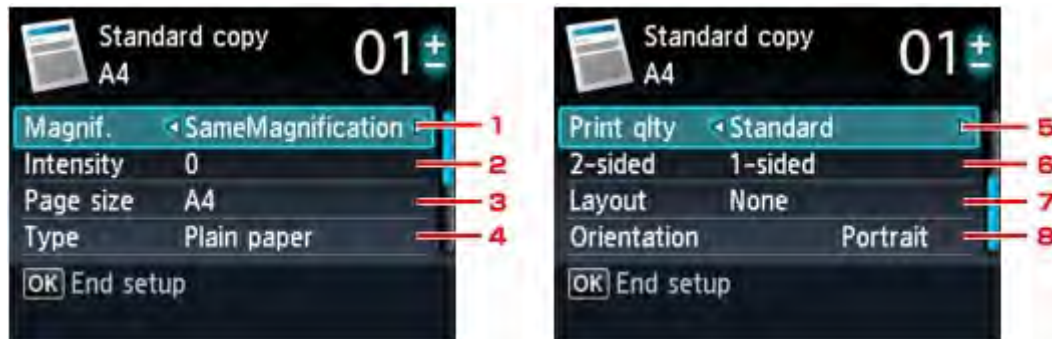 Standard copy
A4
01
Magnif. SameMagnification 1
Intensity 0 2
Page size A4 3
Type Plain paper 4
OK End setup
Standard copy
A4
01
Print qlty Standard 5
2-sided 1-sided 6
Layout None 7
Orientation Portrait 8
OK End setup